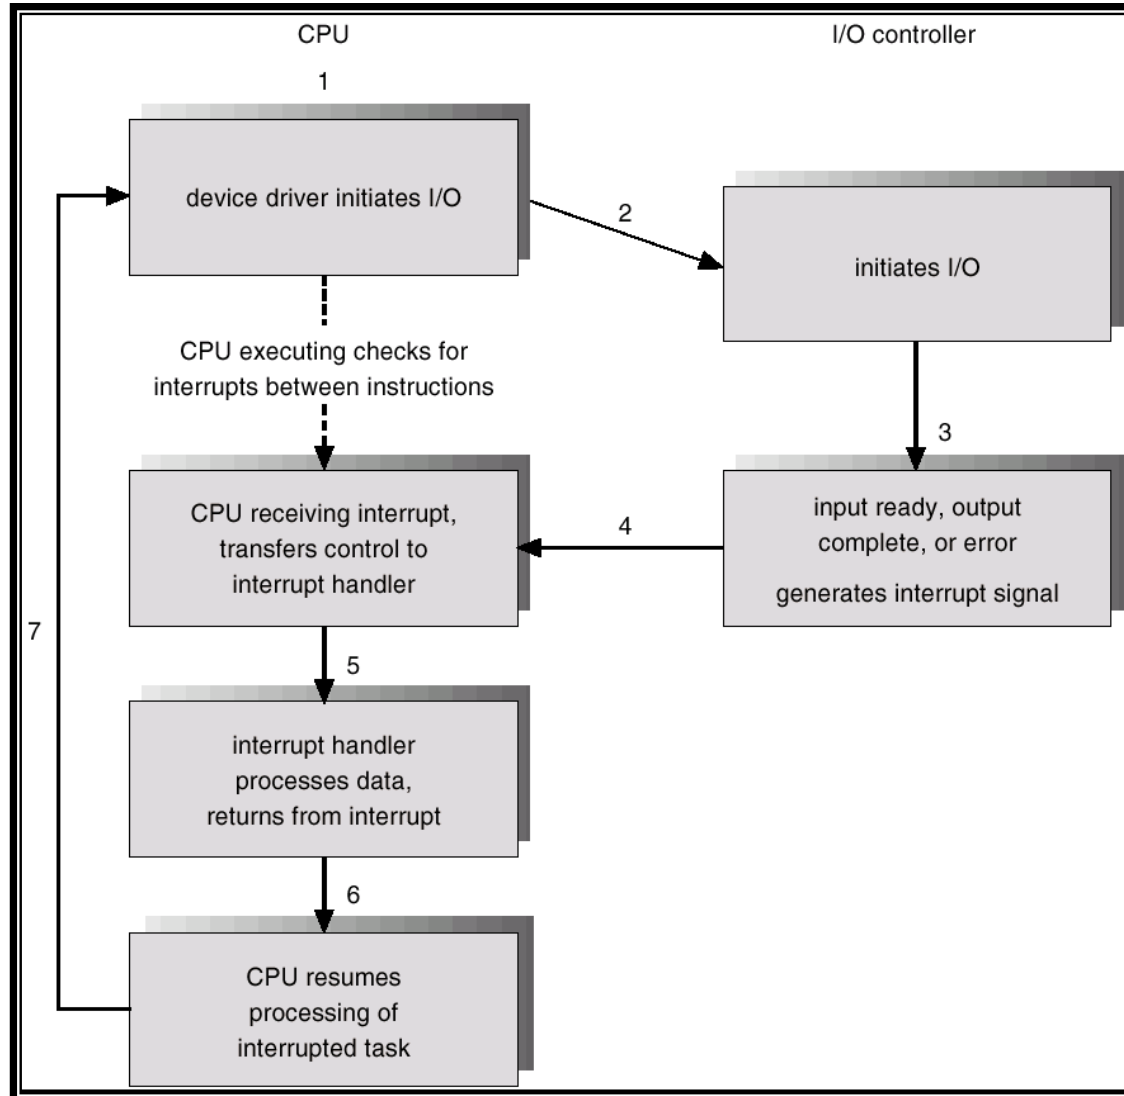 CPU
I/O controller
1
device driver initiates I/O
2
initiates I/O
CPU executing checks for
interrupts between instructions
3
CPU receiving interrupt,
transfers control to
interrupt handler
4
input ready, output
complete, or error
generates interrupt signal
7
5
interrupt handler
processes data,
returns from interrupt
6
CPU resumes
processing of
interrupted task